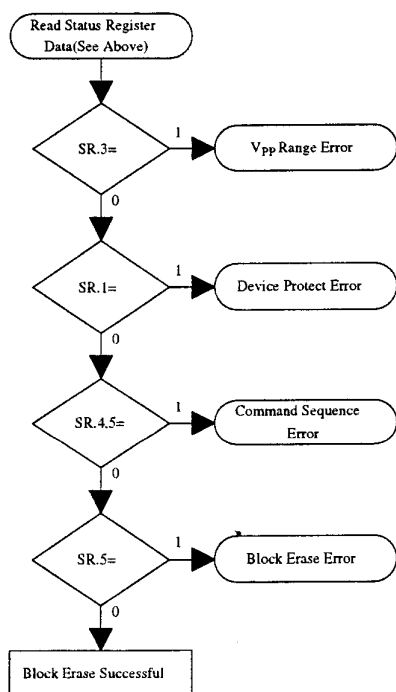 Read Status Register
Data(See Above)
SR.3=
1
VPP Range Error
0
SR.1=
1
Device Protect Error
0
SR.4,5=
1
Command Sequence
Error
0
SR.5=
1
Block Erase Error
0
Block Erase Successful